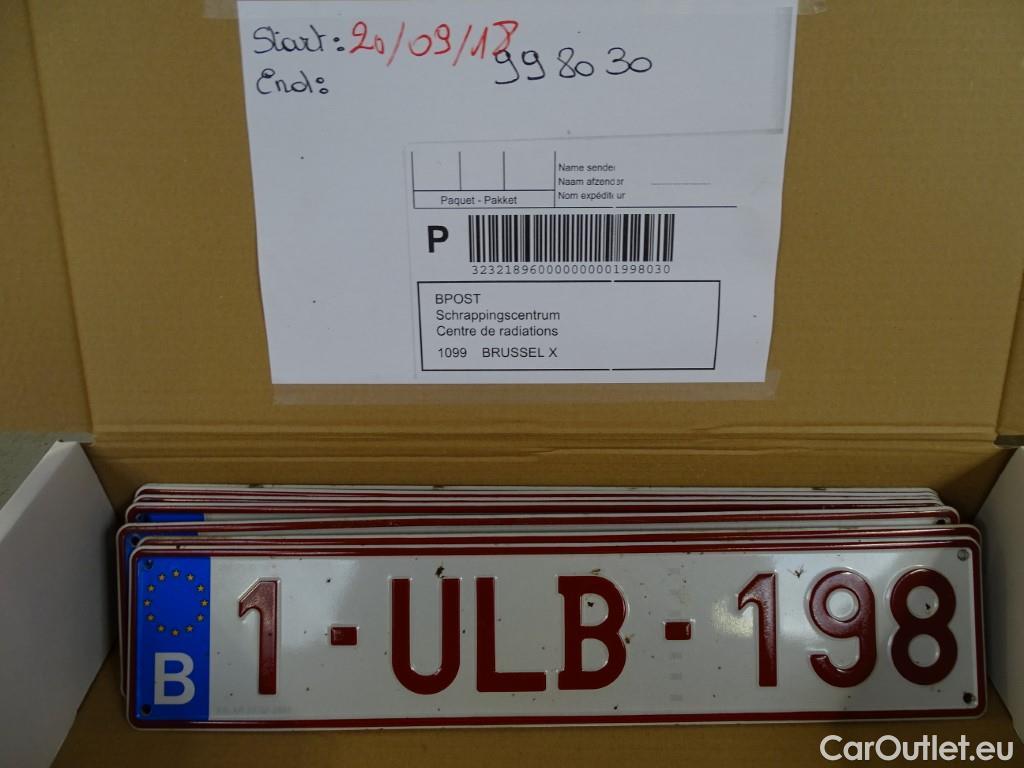 Start: 20/09/18
998030
End:
Name sender
Naam afzender
Nom expéditeur
Paquet - Pakket
P
323218960000000001998030
BPOST
Schrappingscentrum
Centre de radiations
1099 BRUSSEL X
B
1-ULB-198
CarOutlet.eu